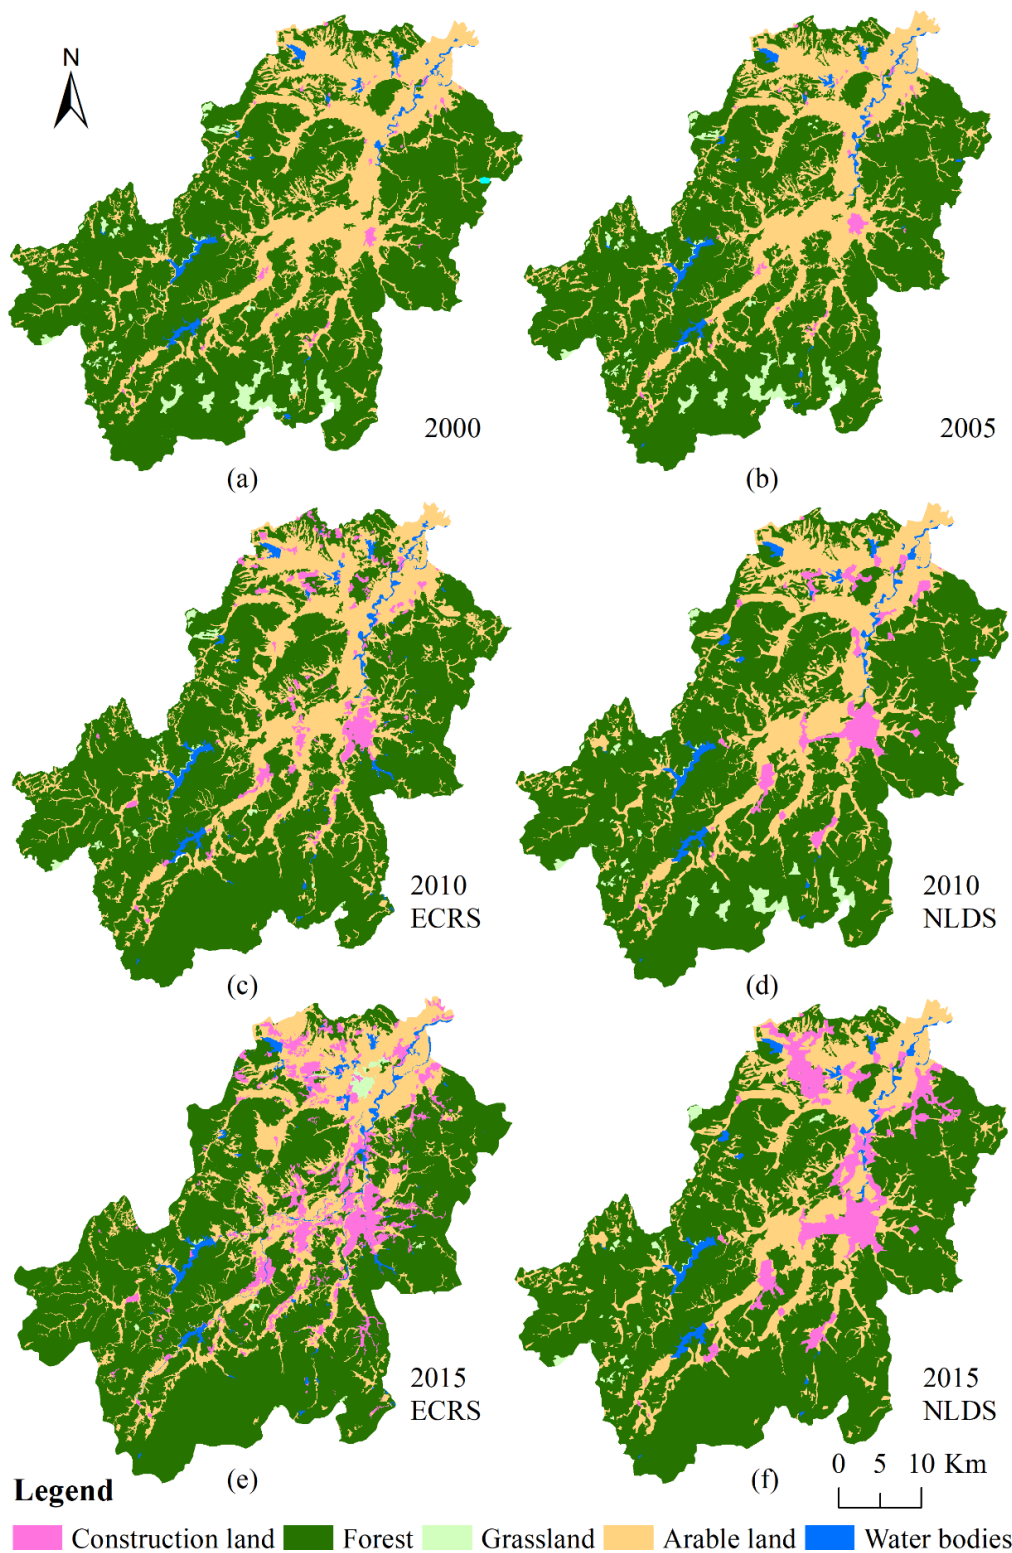 N
2000
2005
(a)
(b)
2010
ECRS
2010
NLDS
(c)
(d)
2015
ECRS
2015
NLDS
(e)
(f)
0 5 10 Km
Legend
Construction land Forest Grassland Arable land Water bodies